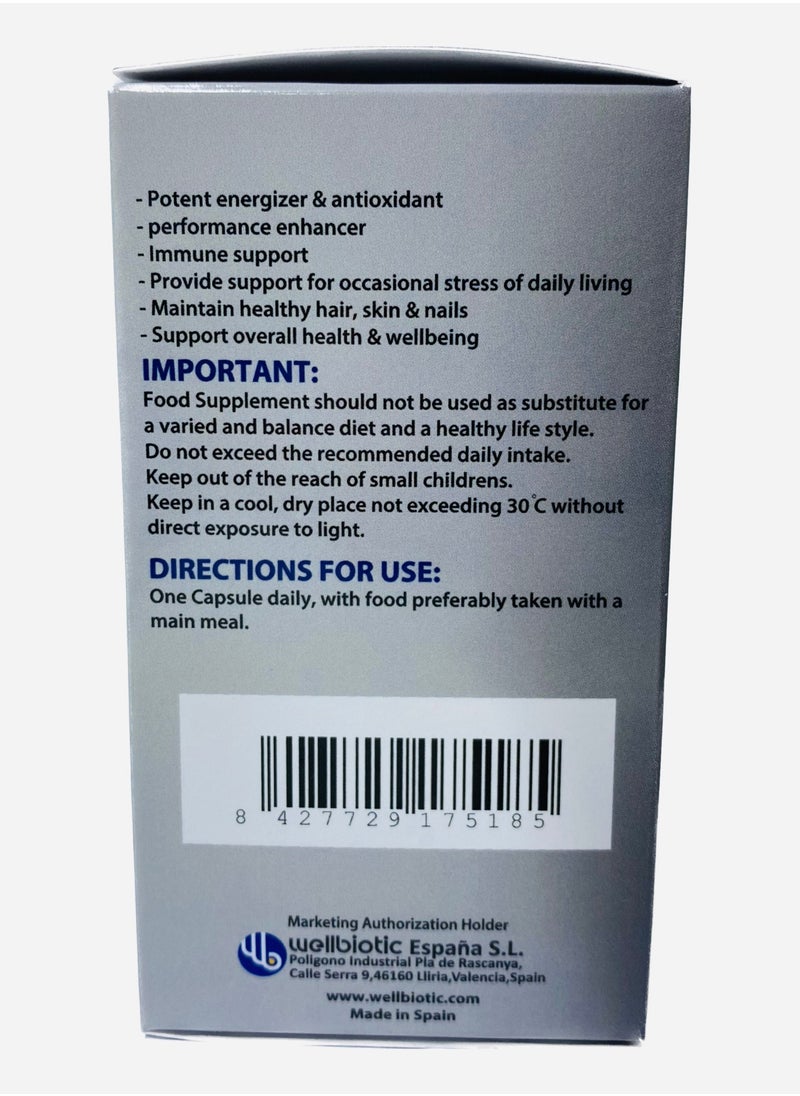 - Potent energizer & antioxidant
- performance enhancer
- Immune support
- Provide support for occasional stress of daily living
- Maintain healthy hair, skin & nails
- Support overall health & wellbeing
IMPORTANT:
Food Supplement should not be used as substitute for
a varied and balance diet and a healthy life style.
Do not exceed the recommended daily intake.
Keep out of the reach of small childrens.
Keep in a cool, dry place not exceeding 30°C without
direct exposure to light.
DIRECTIONS FOR USE:
One Capsule daily, with food preferably taken with a
main meal.
8 427729 175185
Marketing Authorization Holder
wellbiotic España S.L.
Poligono Industrial Pla de Rascanya,
Calle Serra 9,46160 Lliria,Valencia,Spain
www.wellbiotic.com
Made in Spain